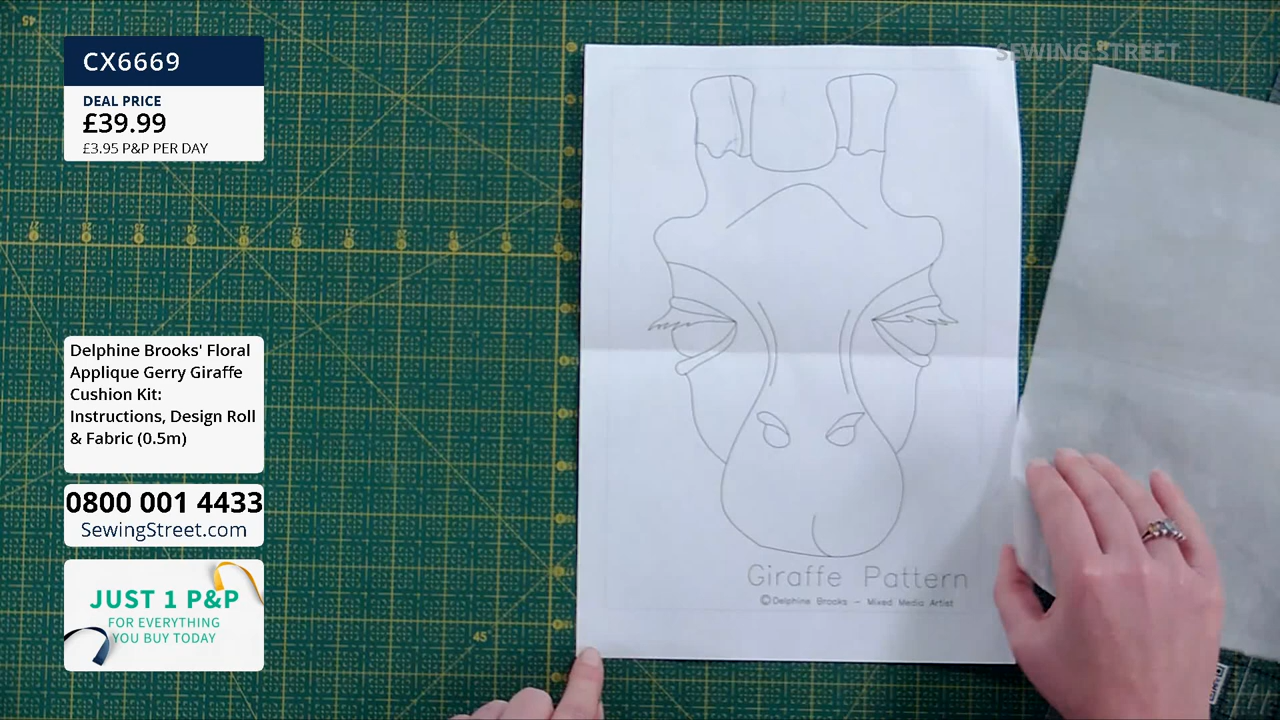 CX6669
DEAL PRICE
£39.99
£3.95 P&P PER DAY
Delphine Brooks' Floral
Applique Gerry Giraffe
Cushion Kit:
Instructions, Design Roll
& Fabric (0.5m)
0800 001 4433
SewingStreet.com
JUST 1 P&P
FOR EVERYTHING
YOU BUY TODAY
SEWING STREET
Giraffe Pattern
©Delphine Brooks – Mixed Media Artist
45
45